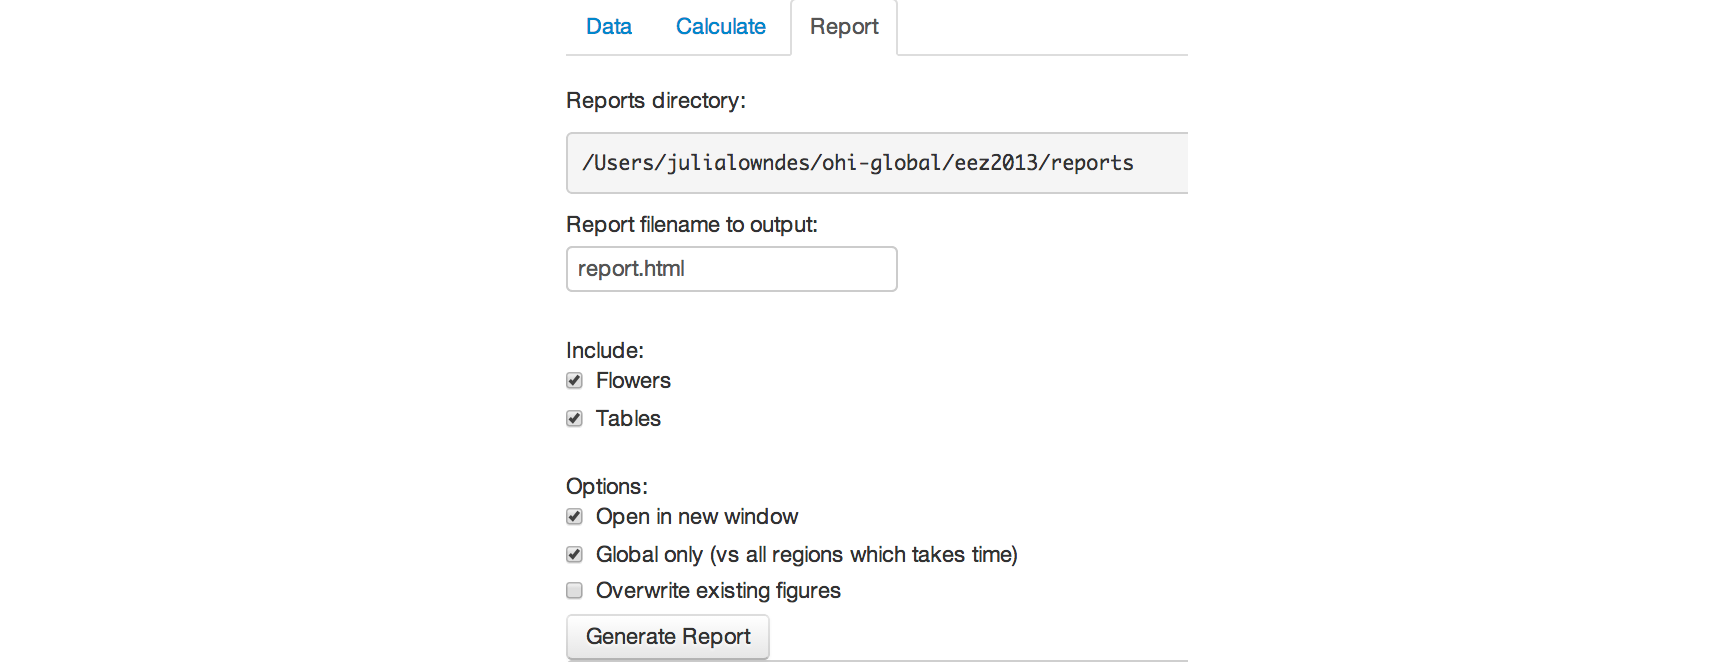 Data Calculate Report
Reports directory:
/Users/julialowndes/ohi-global/eez2013/reports
Report filename to output:
report.html
Include:
Flowers
Tables
Options:
Open in new window
Global only (vs all regions which takes time)
Overwrite existing figures
Generate Report